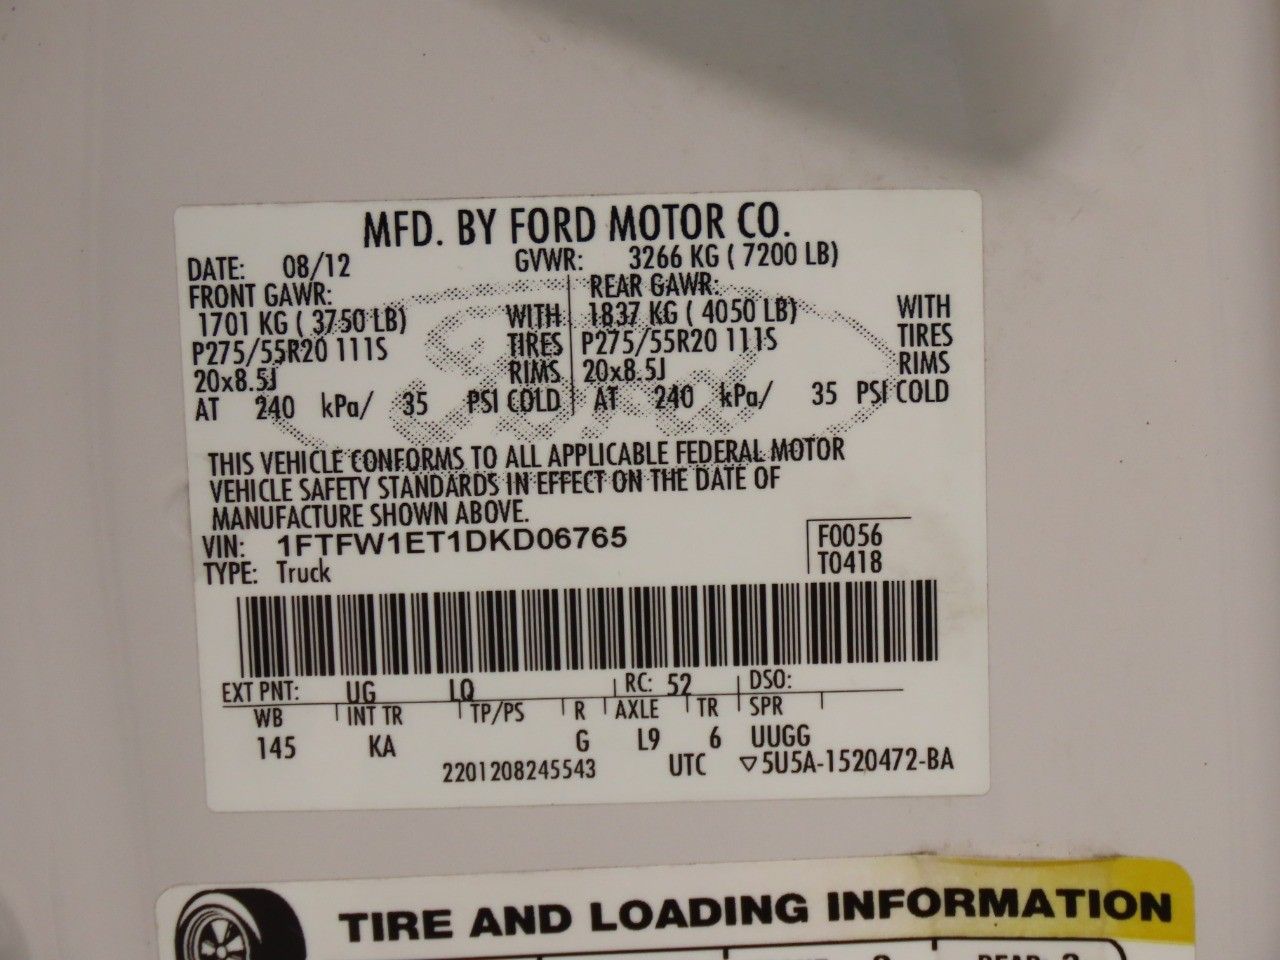 MFD. BY FORD MOTOR CO.
DATE: 08/12 GVWR: 3266 KG ( 7200 LB)
FRONT GAWR: REAR GAWR:
1701 KG ( 3750 LB) WITH 1837 KG ( 4050 LB) WITH
P275/55R20 111S TIRES P275/55R20 111S TIRES
20x8.5J RIMS 20x8.5J RIMS
AT 240 kPa/ 35 PSI COLD AT 240 kPa/ 35 PSI COLD
THIS VEHICLE CONFORMS TO ALL APPLICABLE FEDERAL MOTOR
VEHICLE SAFETY STANDARDS IN EFFECT ON THE DATE OF
MANUFACTURE SHOWN ABOVE.
VIN: 1FTFW1ET1DKD06765 F0056
TYPE: Truck T0418
EXT PNT: UG LQ RC: 52 DSO:
WB INT TR TP/PS R AXLE TR SPR
145 KA G L9 6 UUGG
2201208245543 UTC ▽5U5A-1520472-BA
TIRE AND LOADING INFORMATION